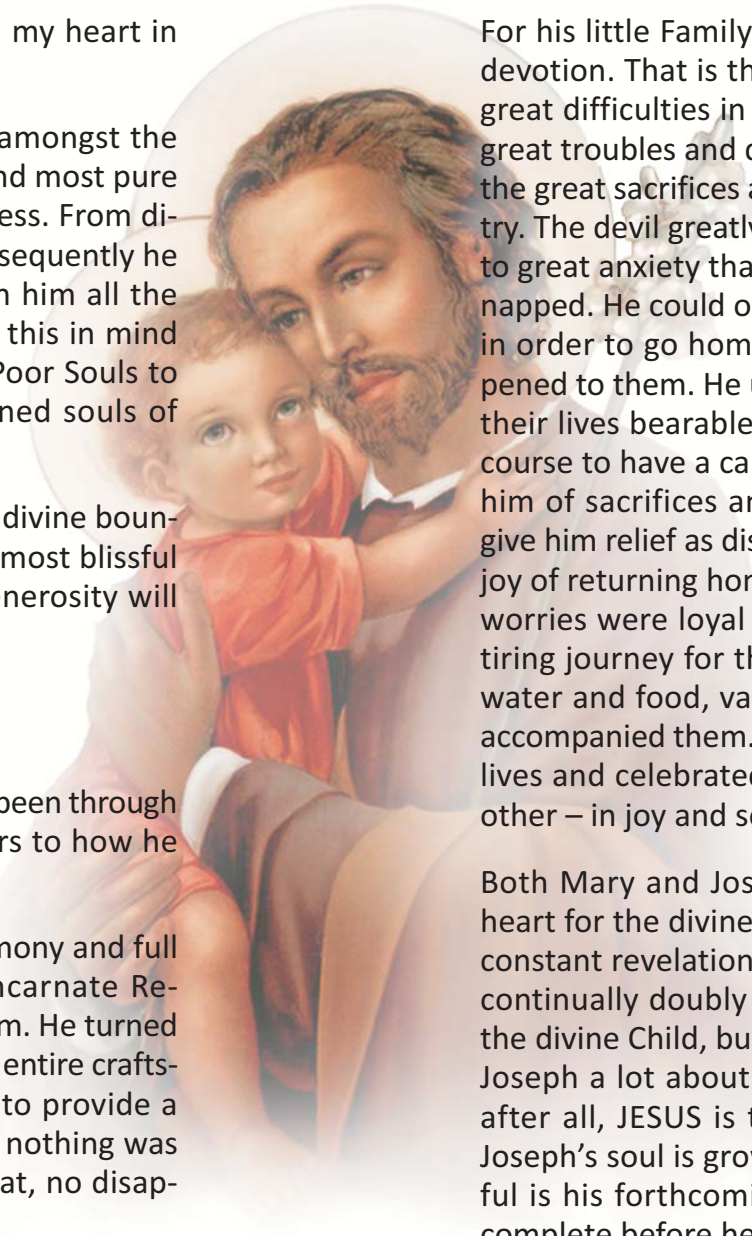 my heart in
amongst the
nd most pure
ess. From di-
sequently he
him all the
this in mind
Poor Souls to
ned souls of
divine boun-
most blissful
enerosity will
been through
rs to how he
mony and full
ncarnate Re-
m. He turned
entire crafts-
to provide a
nothing was
at, no disap-
For his little Family
devotion. That is th
great difficulties in
great troubles and d
the great sacrifices a
try. The devil greatly
to great anxiety tha
napped. He could o
in order to go hom
pened to them. He u
their lives bearable
course to have a ca
him of sacrifices an
give him relief as dis
joy of returning hon
worries were loyal
tiring journey for th
water and food, va
accompanied them.
lives and celebrated
other – in joy and so
Both Mary and Jos
heart for the divine
constant revelation
continually doubly
the divine Child, bu
Joseph a lot about
after all, JESUS is t
Joseph's soul is grov
ful is his forthcomi
complete before he